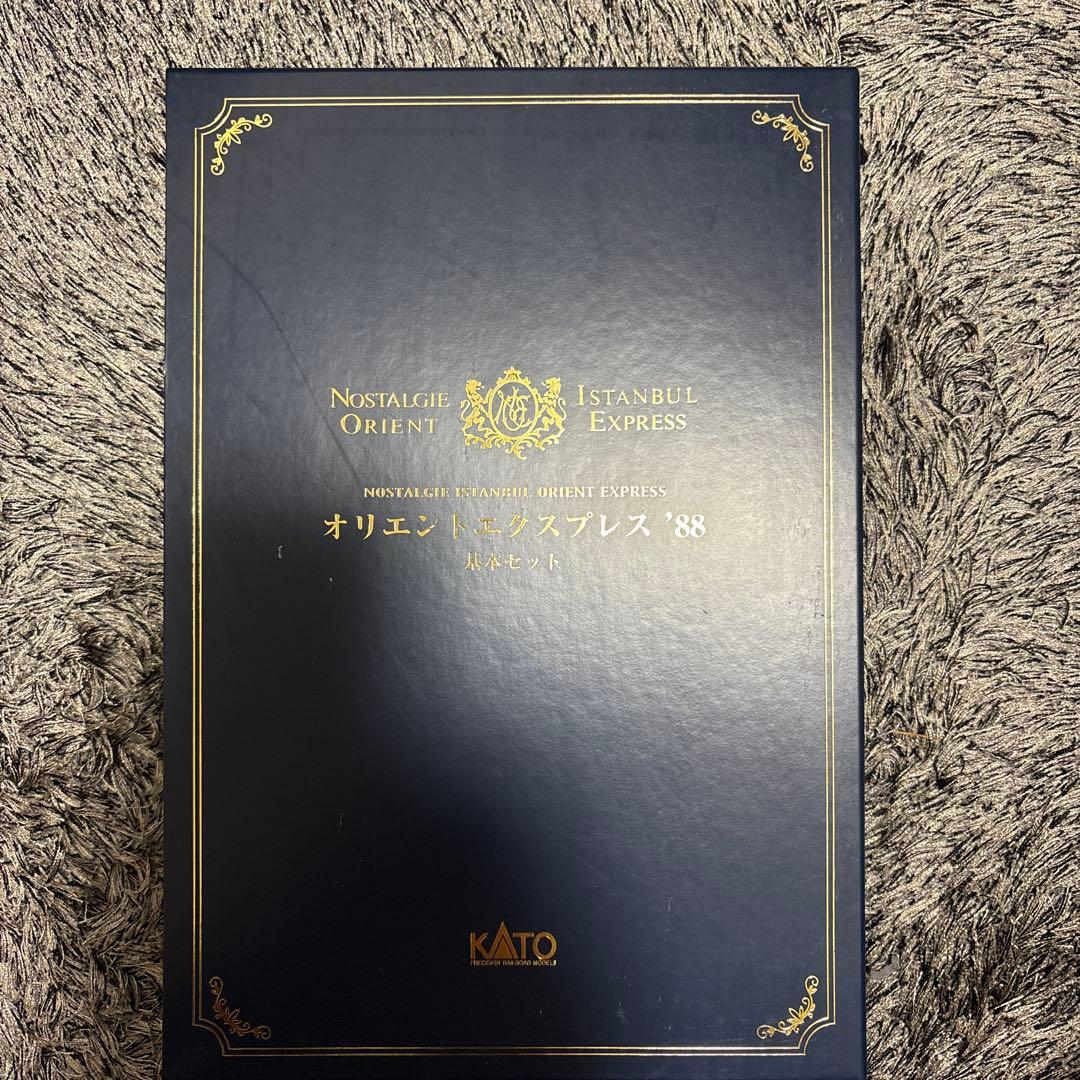 NOSTALGIE ISTANBUL
ORIENT EXPRESS
NOSTALGIE ISTANBUL ORIENT EXPRESS
オリエントエクスプレス '88
基本セット
KATO
PRECISION RAILROAD MODELS